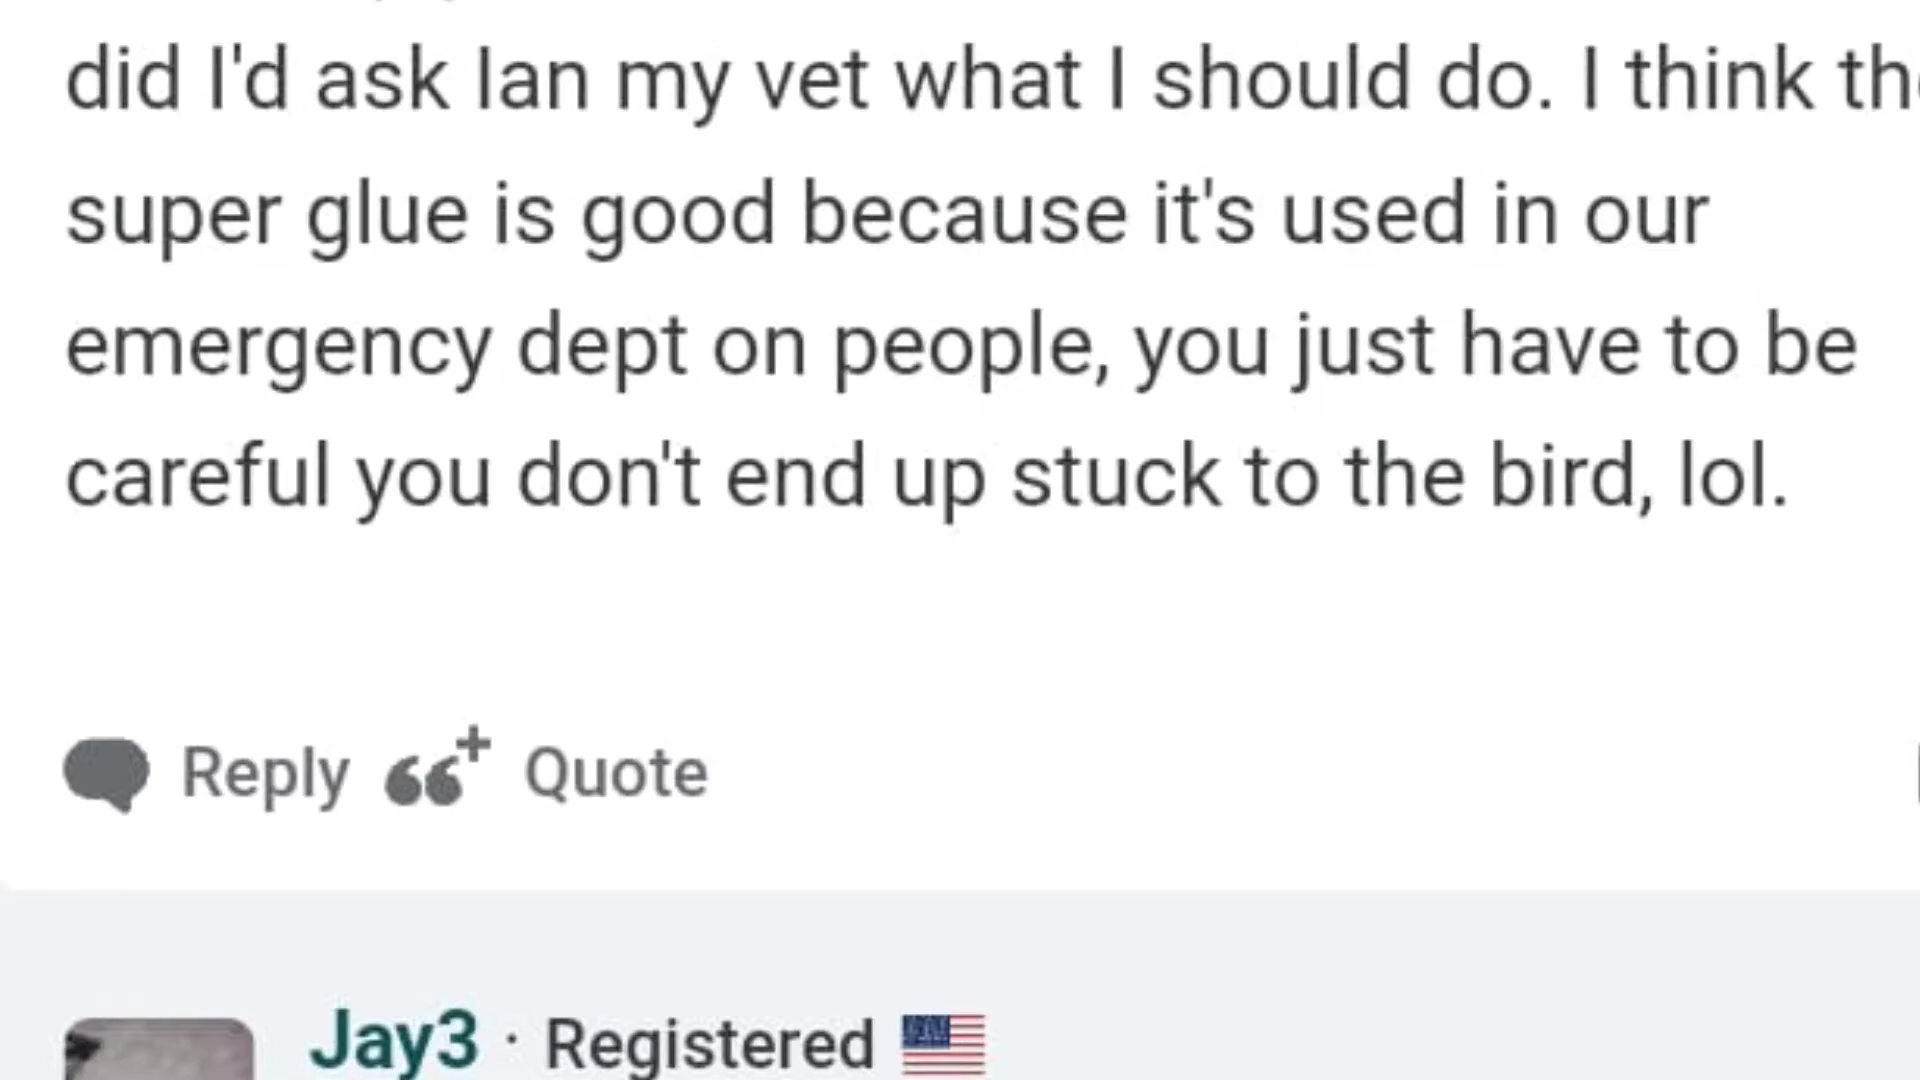 did I'd ask Ian my vet what I should do. I think
super glue is good because it's used in our
emergency dept on people, you just have to be
careful you don't end up stuck to the bird, lol.
Reply Quote
Jay3 · Registered